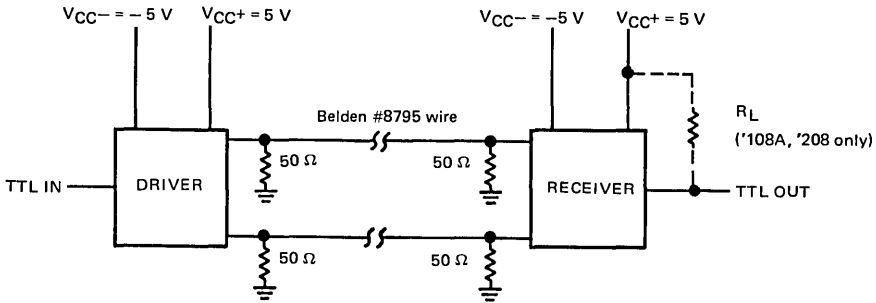 VCC− = − 5 V
VCC+ = 5 V
VCC− = −5 V
VCC+ = 5 V
Belden #8795 wire
RL
('108A, '208 only)
50 Ω
50 Ω
TTL IN
DRIVER
RECEIVER
TTL OUT
50 Ω
50 Ω